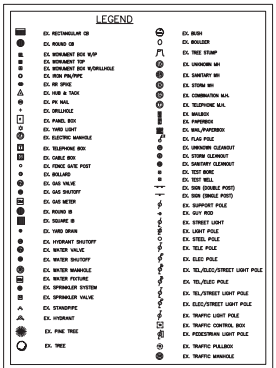 LEGEND
EX. RECTANGULAR CB
EX. ROUND CB
EX. MONUMENT BOX W/IP
EX. MONUMENT TOP
EX. MONUMENT BOX W/DRILLHOLE
EX. IRON PIN/PIPE
EX. RR SPIKE
EX. HUB & TACK
EX. PK NAIL
EX. DRILLHOLE
EX. PANEL BOX
EX. YARD LIGHT
EX. ELECTRIC MANHOLE
EX. TELEPHONE BOX
EX. CABLE BOX
EX. FENCE GATE POST
EX. BOLLARD
EX. GAS VALVE
EX. GAS SHUTOFF
EX. GAS METER
EX. ROUND IB
EX. SQUARE IB
EX. YARD DRAIN
EX. HYDRANT SHUTOFF
EX. WATER VALVE
EX. WATER SHUTOFF
EX. WATER MANHOLE
EX. WATER FIXTURE
EX. SPRINKLER SYSTEM
EX. SPRINKLER VALVE
EX. STANDPIPE
EX. HYDRANT
EX. PINE TREE
EX. TREE
EX. BUSH
EX. BOULDER
EX. TREE STUMP
EX. UNKNOWN MH
EX. SANITARY MH
EX. STORM MH
EX. COMBINATION M.H.
EX. TELEPHONE M.H.
EX. MAILBOX
EX. PAPERBOX
EX. MAIL/PAPERBOX
EX. FLAG POLE
EX. UNKNOWN CLEANOUT
EX. STORM CLEANOUT
EX. SANITARY CLEANOUT
EX. TEST BORE
EX. TEST WELL
EX. SIGN (DOUBLE POST)
EX. SIGN (SINGLE POST)
EX. SUPPORT POLE
EX. GUY ROD
EX. STREET LIGHT
EX. LIGHT POLE
EX. STEEL POLE
EX. TELE POLE
EX. ELEC POLE
EX. TEL/ELEC/STREET LIGHT POLE
EX. TEL/ELEC POLE
EX. TEL/STREET LIGHT POLE
EX. ELEC/STREET LIGHT POLE
EX. TRAFFIC LIGHT POLE
EX. TRAFFIC CONTROL BOX
EX. PEDESTRIAN LIGHT POLE
EX. TRAFFIC PULLBOX
EX. TRAFFIC MANHOLE